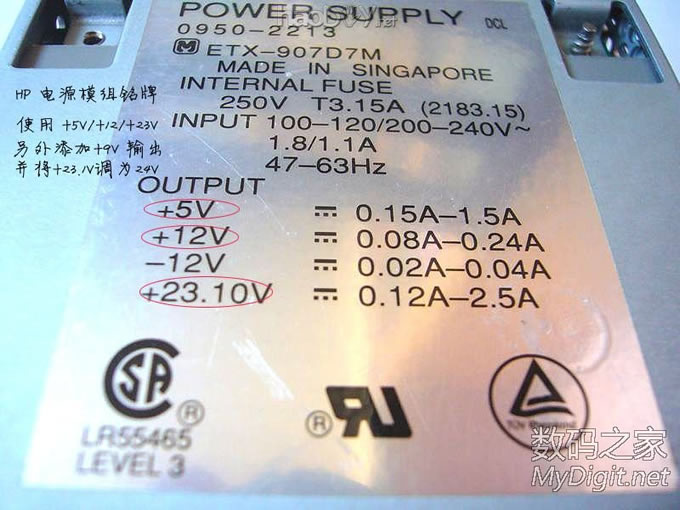 POWER SUPPLY
DCL
0950-2213
ETX-907D7M
MADE IN SINGAPORE
INTERNAL FUSE
250V T3.15A (2183.15)
INPUT 100-120/200-240V~
1.8/1.1A
47-63Hz
HP 电源模组铭牌
使用 +5V/+12/+23V
另外添加+9V 输出
并将+23.1V调为24V
OUTPUT
+5V ⎓ 0.15A-1.5A
+12V ⎓ 0.08A-0.24A
-12V ⎓ 0.02A-0.04A
+23.10V ⎓ 0.12A-2.5A
SA
®
LR55465
LEVEL 3
® RU
数码之家
MyDigit.net